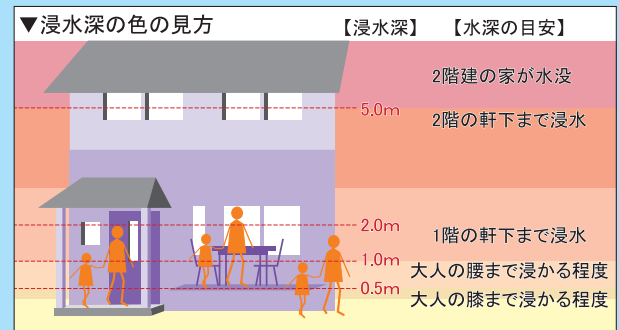 ▼浸水深の色の見方
【浸水深】 【水深の目安】
2階建の家が水没
5.0m
2階の軒下まで浸水
2.0m
1階の軒下まで浸水
1.0m
大人の腰まで浸かる程度
0.5m
大人の膝まで浸かる程度